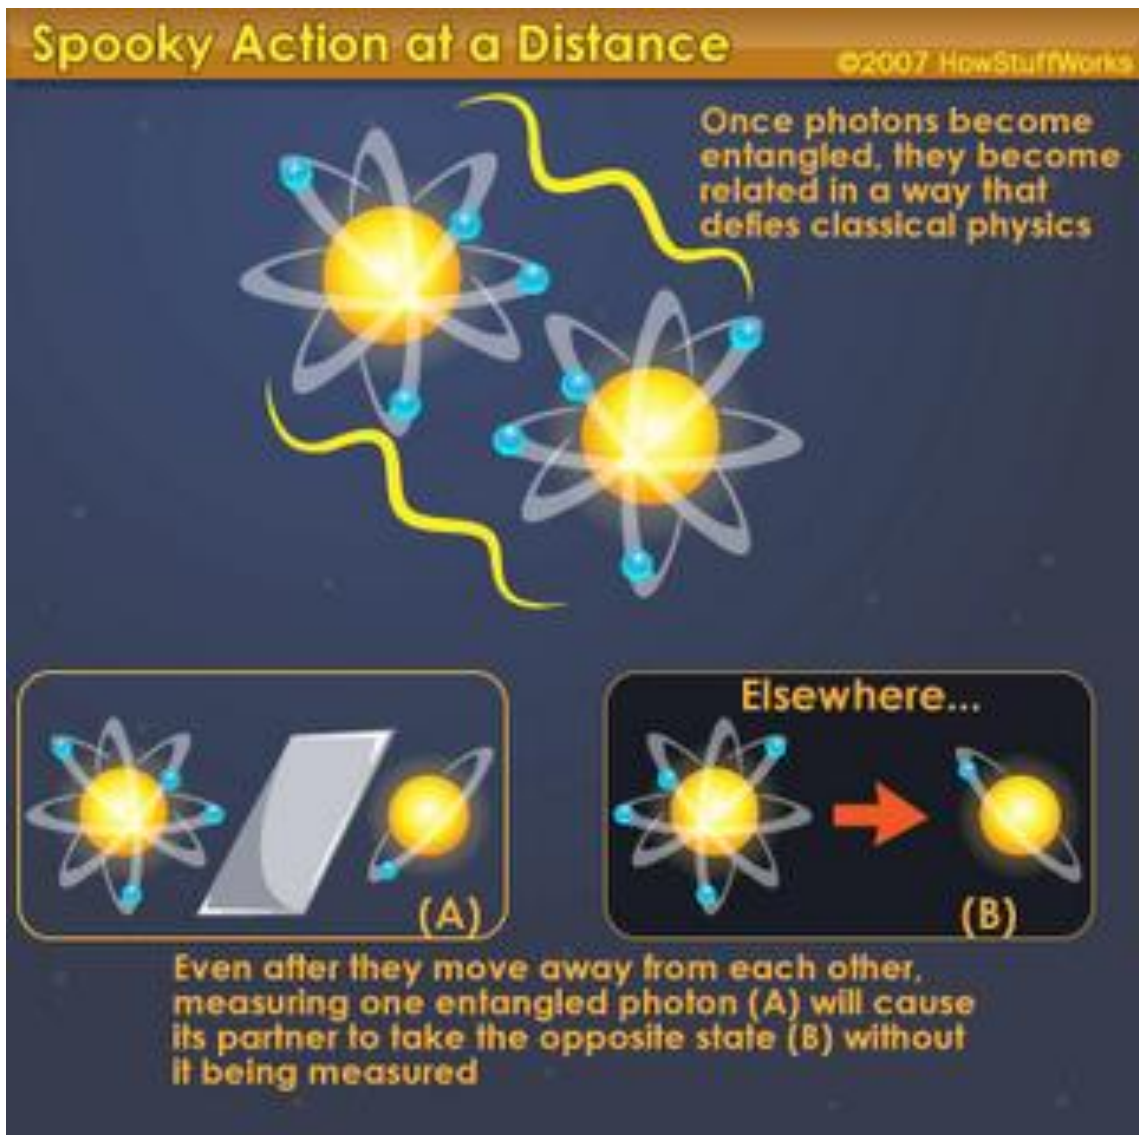 Spooky Action at a Distance
©2007 HowStuffWorks
Once photons become
entangled, they become
related in a way that
defies classical physics
(A)
Elsewhere...
(B)
Even after they move away from each other,
measuring one entangled photon (A) will cause
its partner to take the opposite state (B) without
it being measured